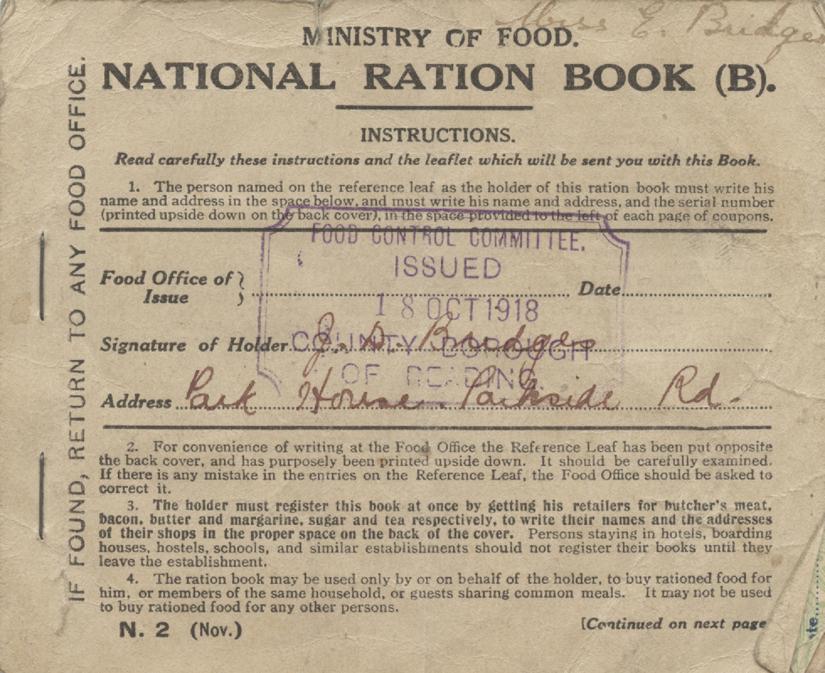 Miss E. Bridges
MINISTRY OF FOOD.
NATIONAL RATION BOOK (B).
INSTRUCTIONS.
Read carefully these instructions and the leaflet which will be sent you with this Book.
1. The person named on the reference leaf as the holder of this ration book must write his
name and address in the space below, and must write his name and address, and the serial number
(printed upside down on the back cover), in the space provided to the left of each page of coupons.
FOOD CONTROL COMMITTEE.
ISSUED
18 OCT 1918
COUNTY BOROUGH
OF READING
Food Office of Issue } Date
Signature of Holder J. D. Bridges
Address Park House. Parkside Rd.
2. For convenience of writing at the Food Office the Reference Leaf has been put opposite
the back cover, and has purposely been printed upside down. It should be carefully examined.
If there is any mistake in the entries on the Reference Leaf, the Food Office should be asked to
correct it.
3. The holder must register this book at once by getting his retailers for butcher's meat,
bacon, butter and margarine, sugar and tea respectively, to write their names and the addresses
of their shops in the proper space on the back of the cover. Persons staying in hotels, boarding
houses, hostels, schools, and similar establishments should not register their books until they
leave the establishment.
4. The ration book may be used only by or on behalf of the holder, to buy rationed food for
him, or members of the same household, or guests sharing common meals. It may not be used
to buy rationed food for any other persons.
N. 2 (Nov.)
[Continued on next page
IF FOUND, RETURN TO ANY FOOD OFFICE.